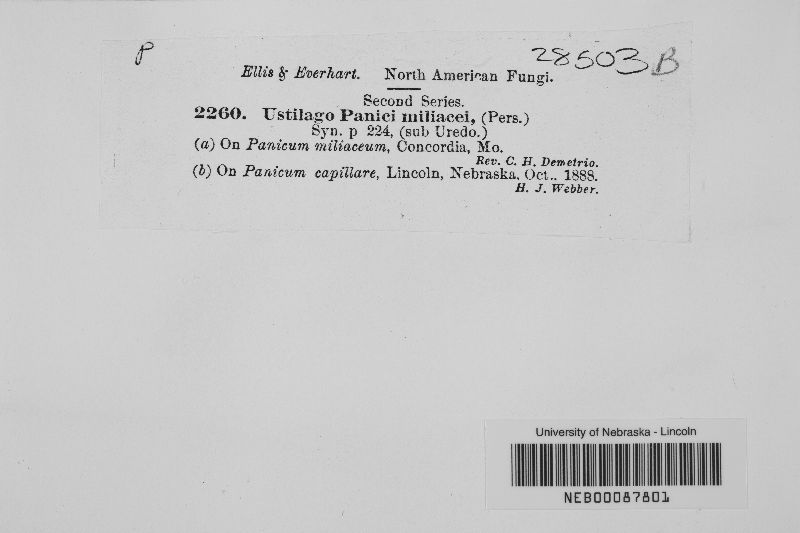 P
28503 B
Ellis & Everhart. North American Fungi.
Second Series.
2260. Ustilago Panici miliacei, (Pers.)
Syn. p 224, (sub Uredo.)
(a) On Panicum miliaceum, Concordia, Mo.
Rev. C. H. Demetrio.
(b) On Panicum capillare, Lincoln, Nebraska, Oct.. 1888.
H. J. Webber.
University of Nebraska - Lincoln
NEB00087801